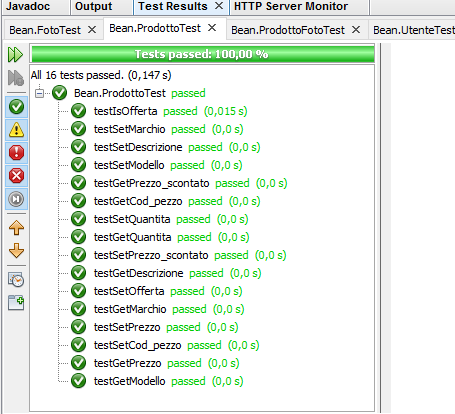 Javadoc Output Test Results HTTP Server Monitor
Bean.FotoTest Bean.ProdottoTest Bean.ProdottoFotoTest Bean.UtenteTest
Tests passed: 100,00 %
All 16 tests passed. (0,147 s)
Bean.ProdottoTest passed
testIsOfferta passed (0,015 s)
testSetMarchio passed (0,0 s)
testSetDescrizione passed (0,0 s)
testSetModello passed (0,0 s)
testGetPrezzo_scontato passed (0,0 s)
testGetCod_pezzo passed (0,0 s)
testSetQuantita passed (0,0 s)
testGetQuantita passed (0,0 s)
testSetPrezzo_scontato passed (0,0 s)
testGetDescrizione passed (0,0 s)
testSetOfferta passed (0,0 s)
testGetMarchio passed (0,0 s)
testSetPrezzo passed (0,0 s)
testSetCod_pezzo passed (0,0 s)
testGetPrezzo passed (0,0 s)
testGetModello passed (0,0 s)